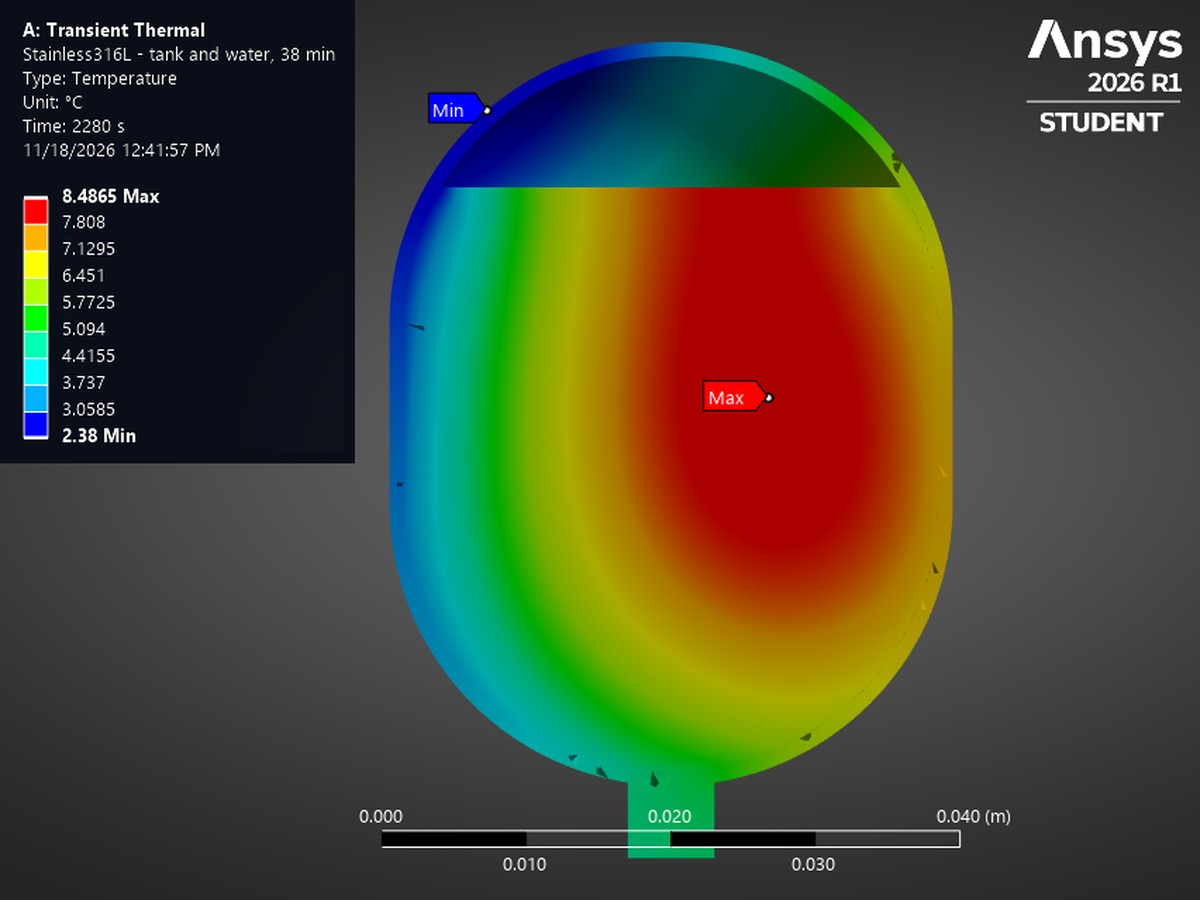 A: Transient Thermal
Stainless316L - tank and water, 38 min
Type: Temperature
Unit: °C
Time: 2280 s
11/18/2026 12:41:57 PM
8.4865 Max
7.808
7.1295
6.451
5.7725
5.094
4.4155
3.737
3.0585
2.38 Min
Ansys
2026 R1
STUDENT
Min
Max
0.000
0.020
0.040 (m)
0.010
0.030